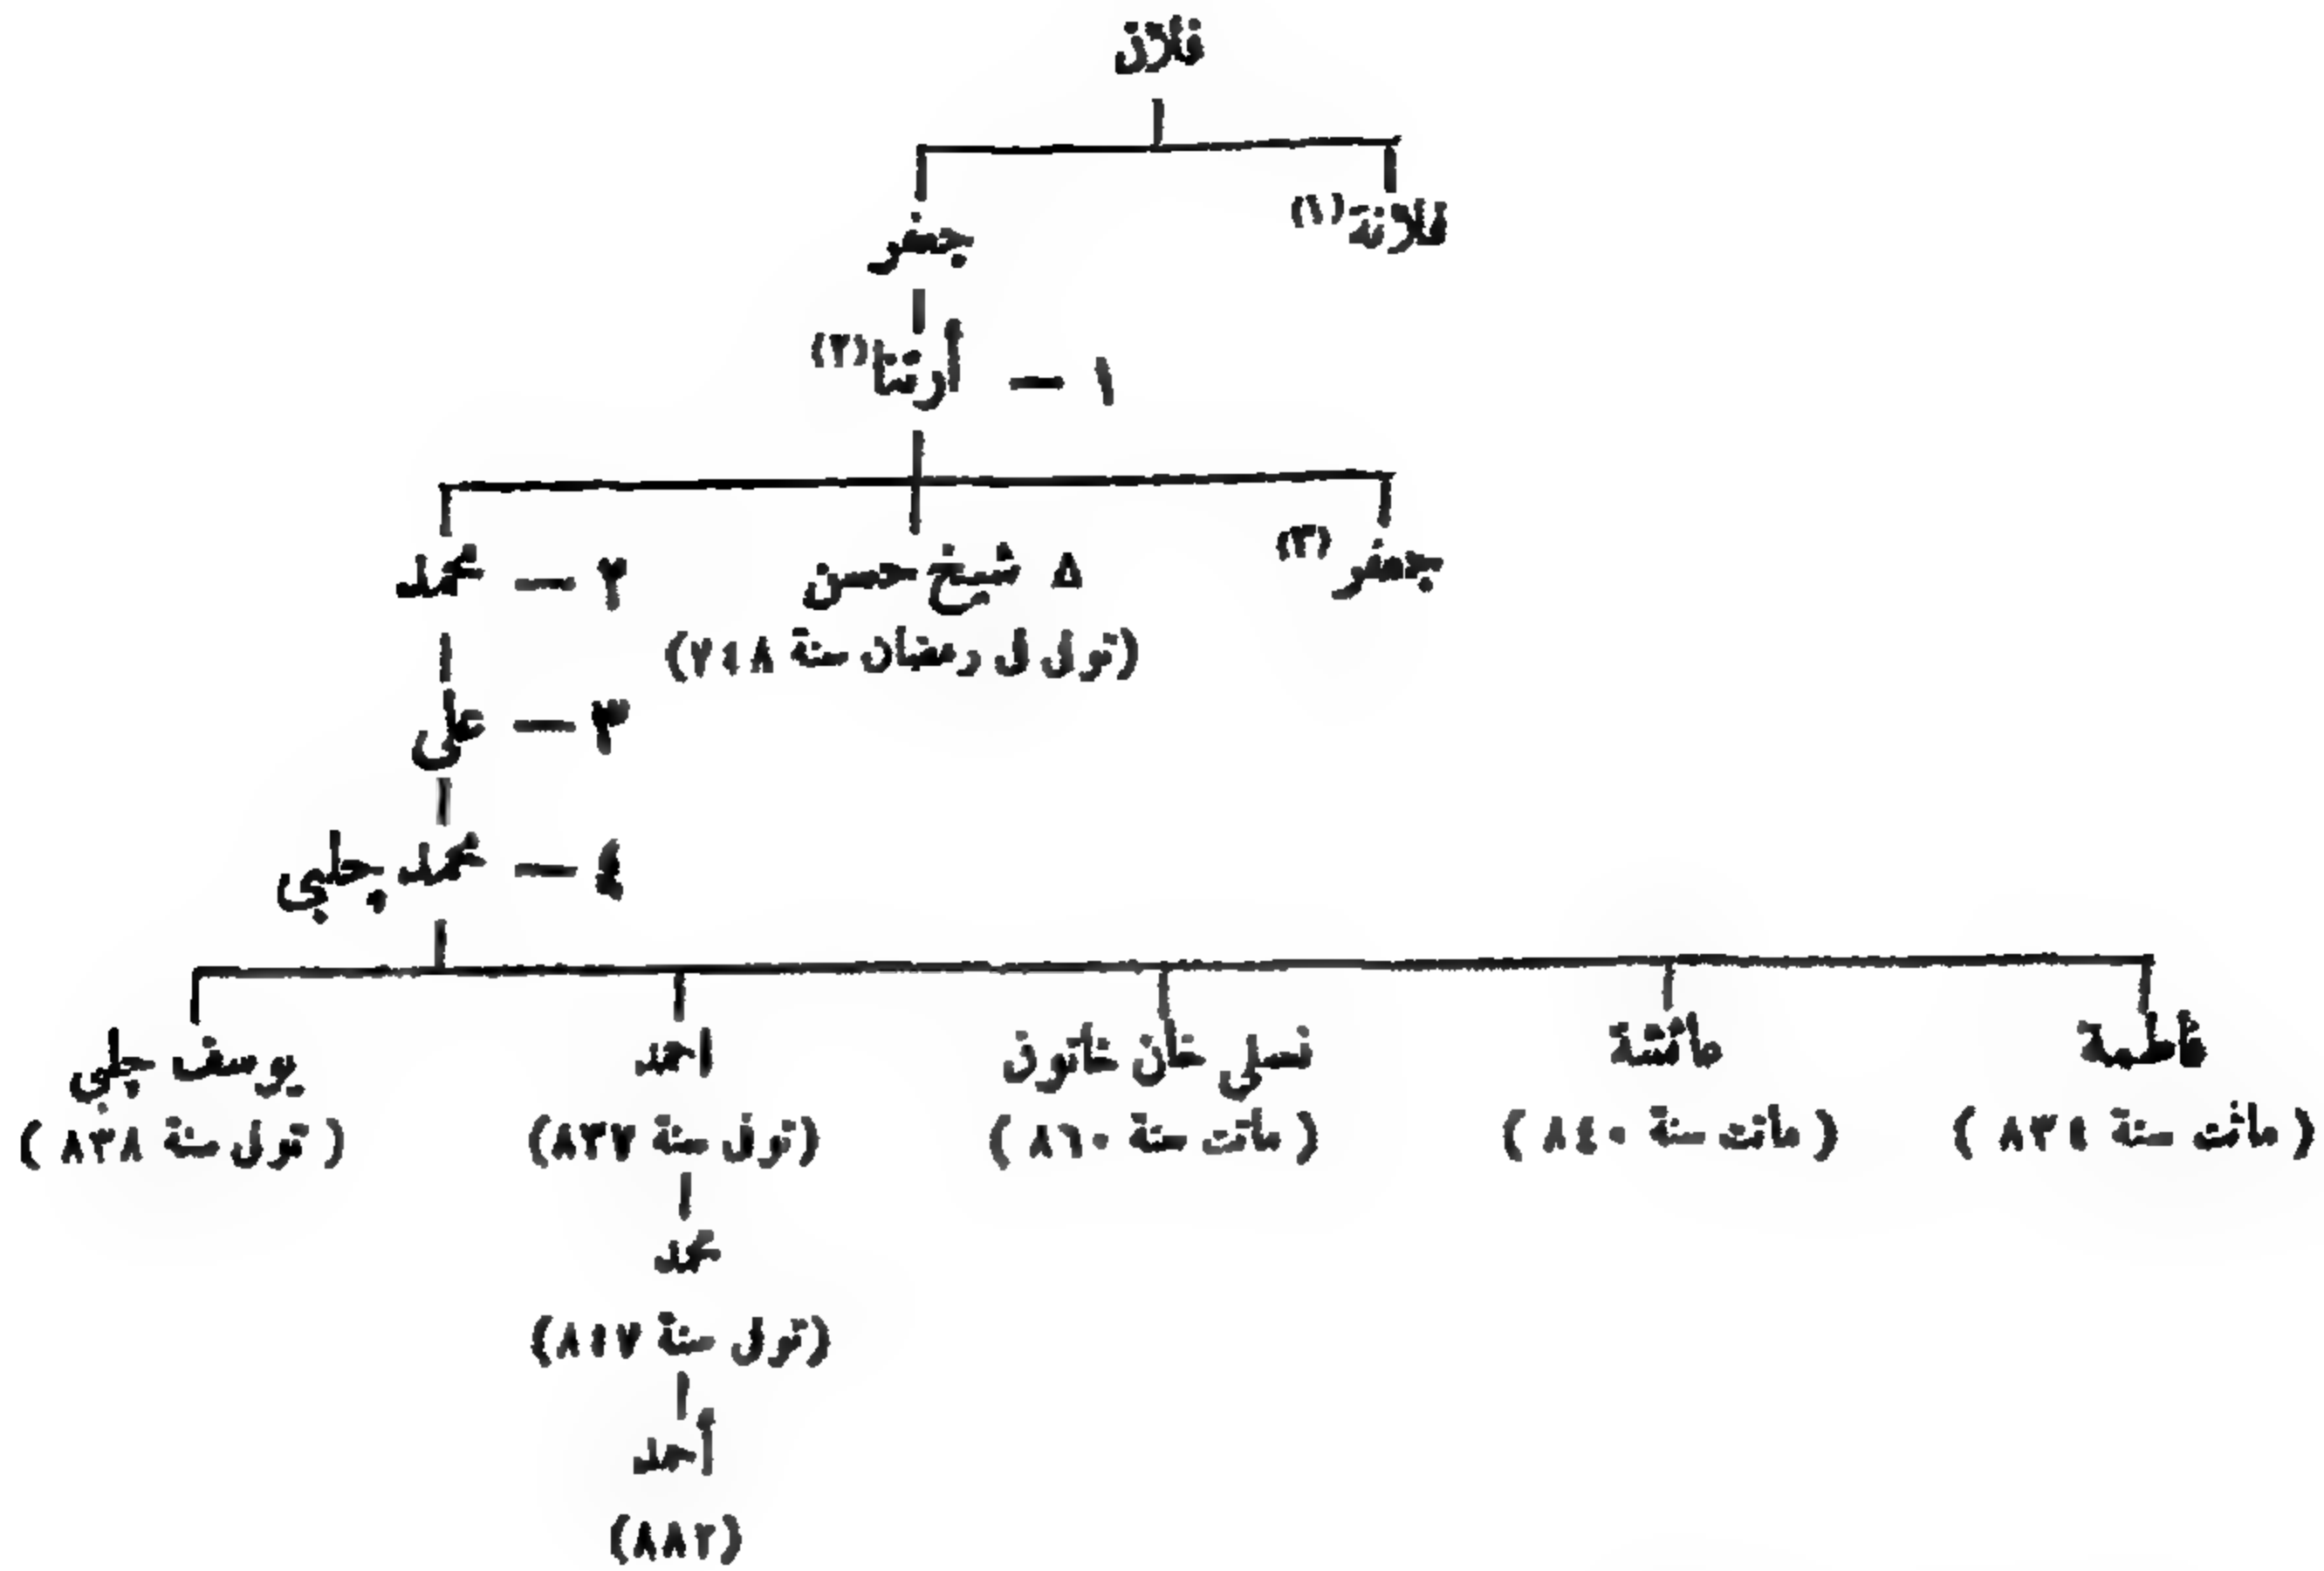 فلان
فلانة (١)
جعفر
١ — أرتنا (٢)
جعفر (٣)
٥ شيخ حسن
(توفى فى رمضان سنة ٧٤٨)
٢ — محمد
٣ — على
٤ — محمد جلبى
فاطمة
(ماتت سنة ٨٣٤)
عائشة
(ماتت سنة ٨٤٠)
نسلى خان خاتون
(ماتت سنة ٨٦٠)
احمد
(توفى سنة ٨٣٧)
يوسف جلبى
(توفى سنة ٨٣٨)
محمد
(توفى سنة)
أحمد
(٨٨٢)